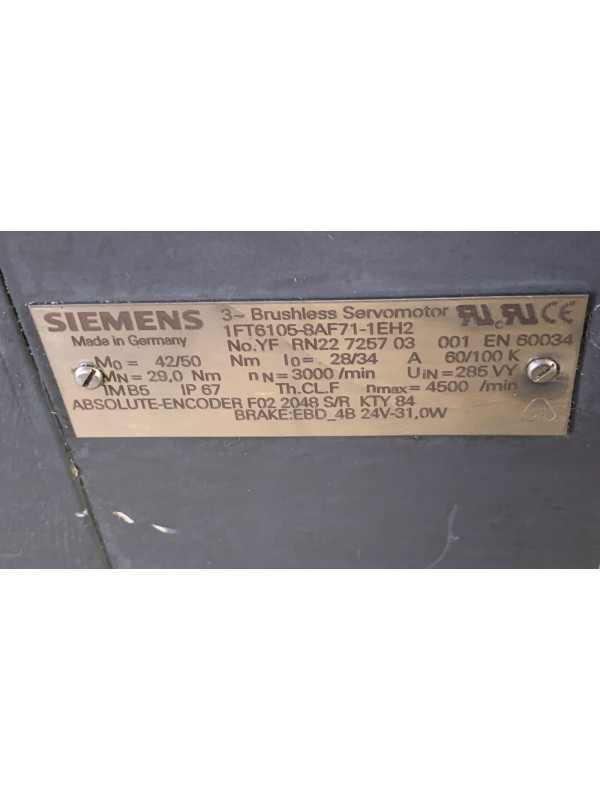 SIEMENS
3~ Brushless Servomotor
1FT6105-8AF71-1EH2
Made in Germany
No.YF RN22 7257 03 001 EN 60034
M0 = 42/50 Nm I0 = 28/34 A 60/100 K
MN = 29,0 Nm nN = 3000 /min UIN = 285 VY
IM B5 IP 67 Th.CL.F nmax = 4500 /min
ABSOLUTE-ENCODER F02 2048 S/R KTY 84
BRAKE:EBD_4B 24V-31,0W